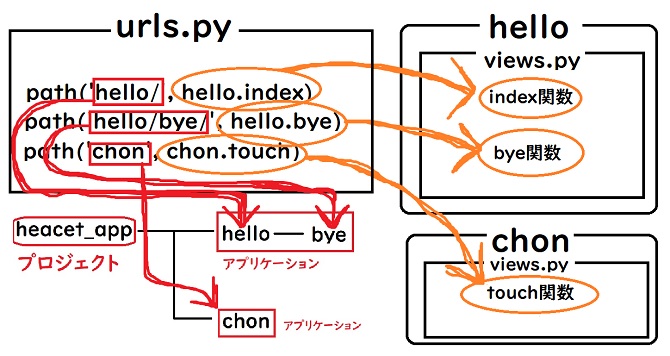 urls.py
path('hello/ , hello.index)
path('hello/bye/', hello.bye)
path('chon', chon.touch)
heacet_app
プロジェクト
hello
bye
アプリケーション
chon
アプリケーション
hello
views.py
index関数
bye関数
chon
views.py
touch関数